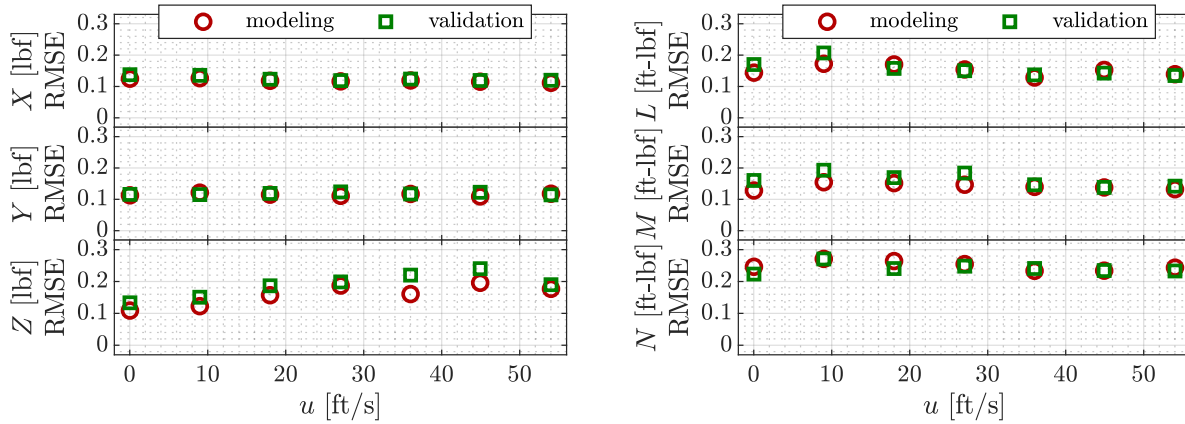 modeling validation
X [lbf]
RMSE
0.3
0.2
0.1
0
Y [lbf]
RMSE
0.3
0.2
0.1
0
Z [lbf]
RMSE
0.3
0.2
0.1
0
0 10 20 30 40 50
u [ft/s]
modeling validation
L [ft-lbf]
RMSE
0.3
0.2
0.1
0
M [ft-lbf]
RMSE
0.3
0.2
0.1
0
N [ft-lbf]
RMSE
0.3
0.2
0.1
0
0 10 20 30 40 50
u [ft/s]